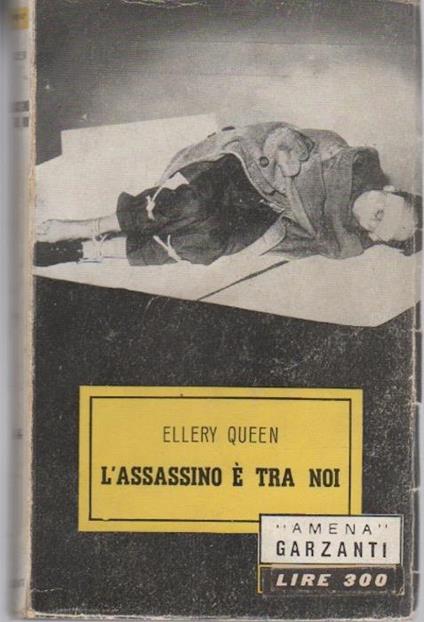 ELLERY QUEEN
L'ASSASSINO È TRA NOI
"AMENA"
GARZANTI
LIRE 300